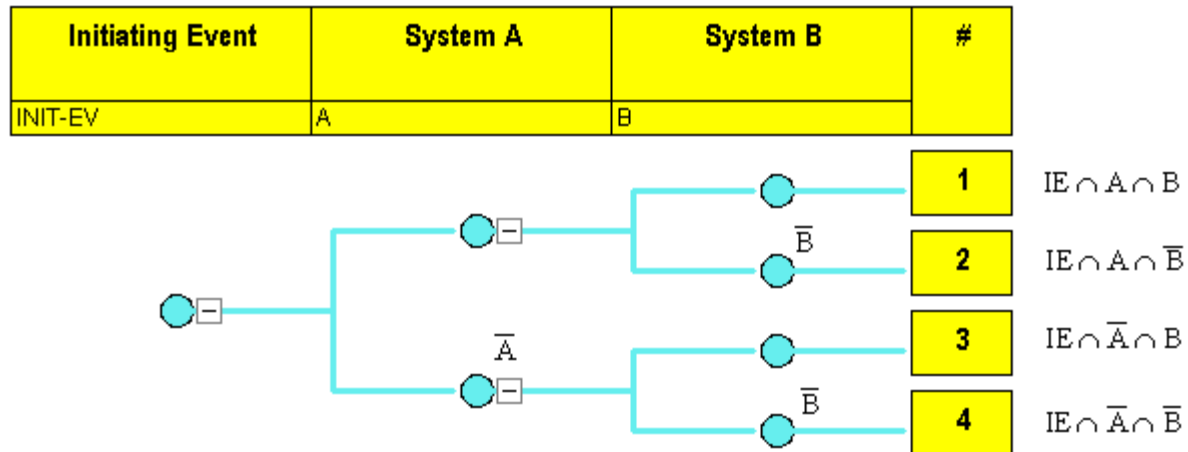 Initiating Event System A System B #
INIT-EV A B
1 IE∩A∩B
B̅
2 IE∩A∩B̅
A̅
3 IE∩A̅∩B
B̅
4 IE∩A̅∩B̅